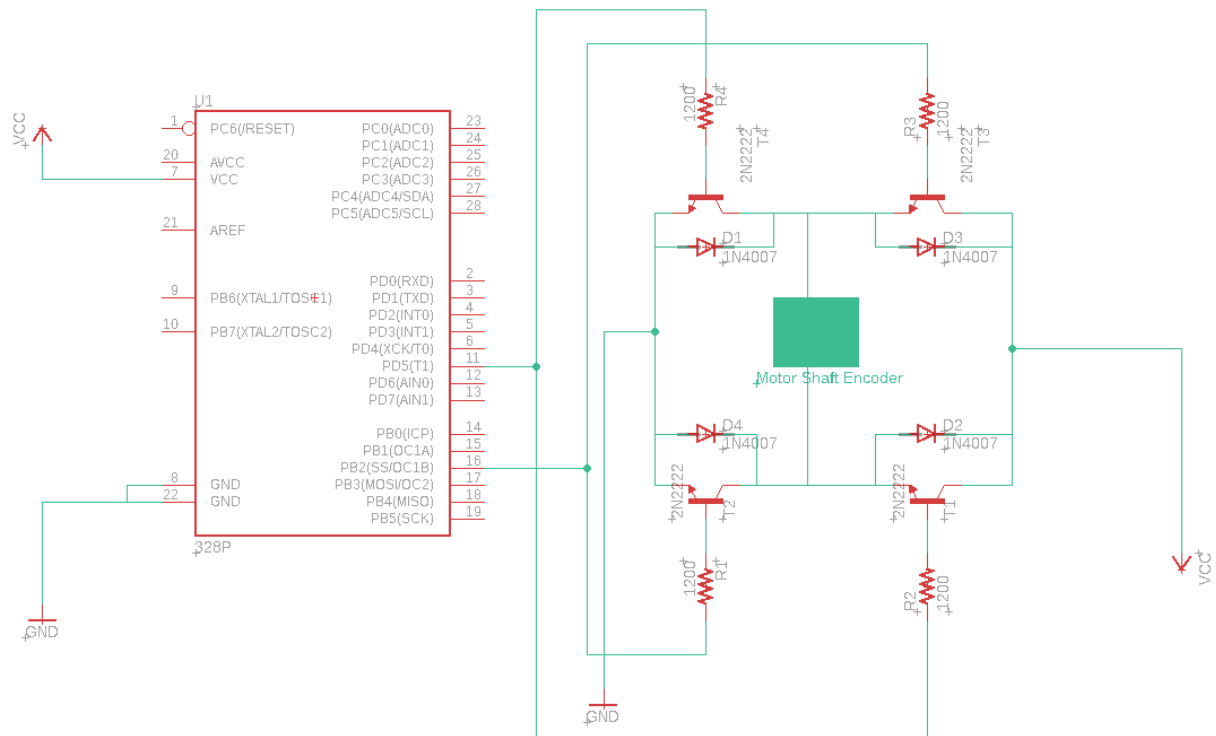 U1
VCC
1
PC6(/RESET)
20
AVCC
7
VCC
21
AREF
9
PB6(XTAL1/TOSC1)
10
PB7(XTAL2/TOSC2)
8
GND
22
GND
PC0(ADC0)
23
PC1(ADC1)
24
PC2(ADC2)
25
PC3(ADC3)
26
PC4(ADC4/SDA)
27
PC5(ADC5/SCL)
28
PD0(RXD)
2
PD1(TXD)
3
PD2(INT0)
4
PD3(INT1)
5
PD4(XCK/T0)
6
PD5(T1)
11
PD6(AIN0)
12
PD7(AIN1)
13
PB0(ICP)
14
PB1(OC1A)
15
PB2(SS/OC1B)
16
PB3(MOSI/OC2)
17
PB4(MISO)
18
PB5(SCK)
19
328P
GND
1200
R4
2N2222
T4
R3
1200
2N2222
T3
D1
1N4007
D3
1N4007
Motor Shaft Encoder
D4
1N4007
D2
1N4007
2N2222
T2
2N2222
T1
1200
R1
R2
1200
VCC
GND